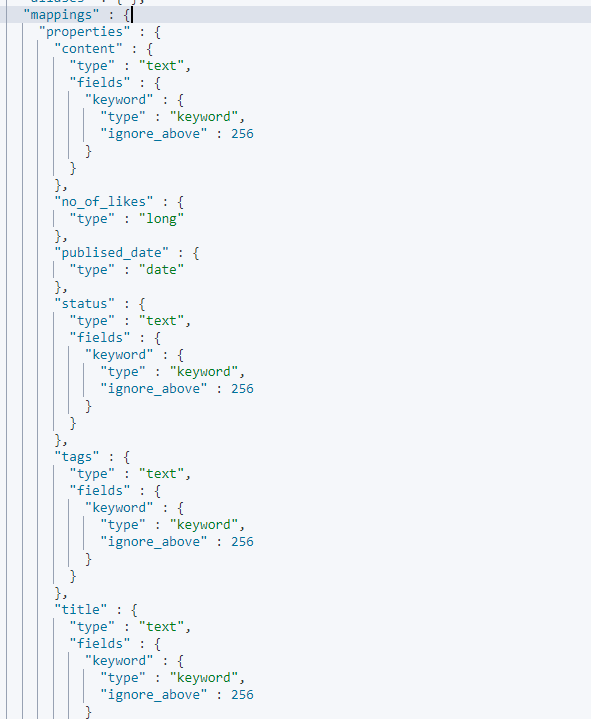 "aliases" : { },
"mappings" : {
"properties" : {
"content" : {
"type" : "text",
"fields" : {
"keyword" : {
"type" : "keyword",
"ignore_above" : 256
}
}
},
"no_of_likes" : {
"type" : "long"
},
"publised_date" : {
"type" : "date"
},
"status" : {
"type" : "text",
"fields" : {
"keyword" : {
"type" : "keyword",
"ignore_above" : 256
}
}
},
"tags" : {
"type" : "text",
"fields" : {
"keyword" : {
"type" : "keyword",
"ignore_above" : 256
}
}
},
"title" : {
"type" : "text",
"fields" : {
"keyword" : {
"type" : "keyword",
"ignore_above" : 256
}